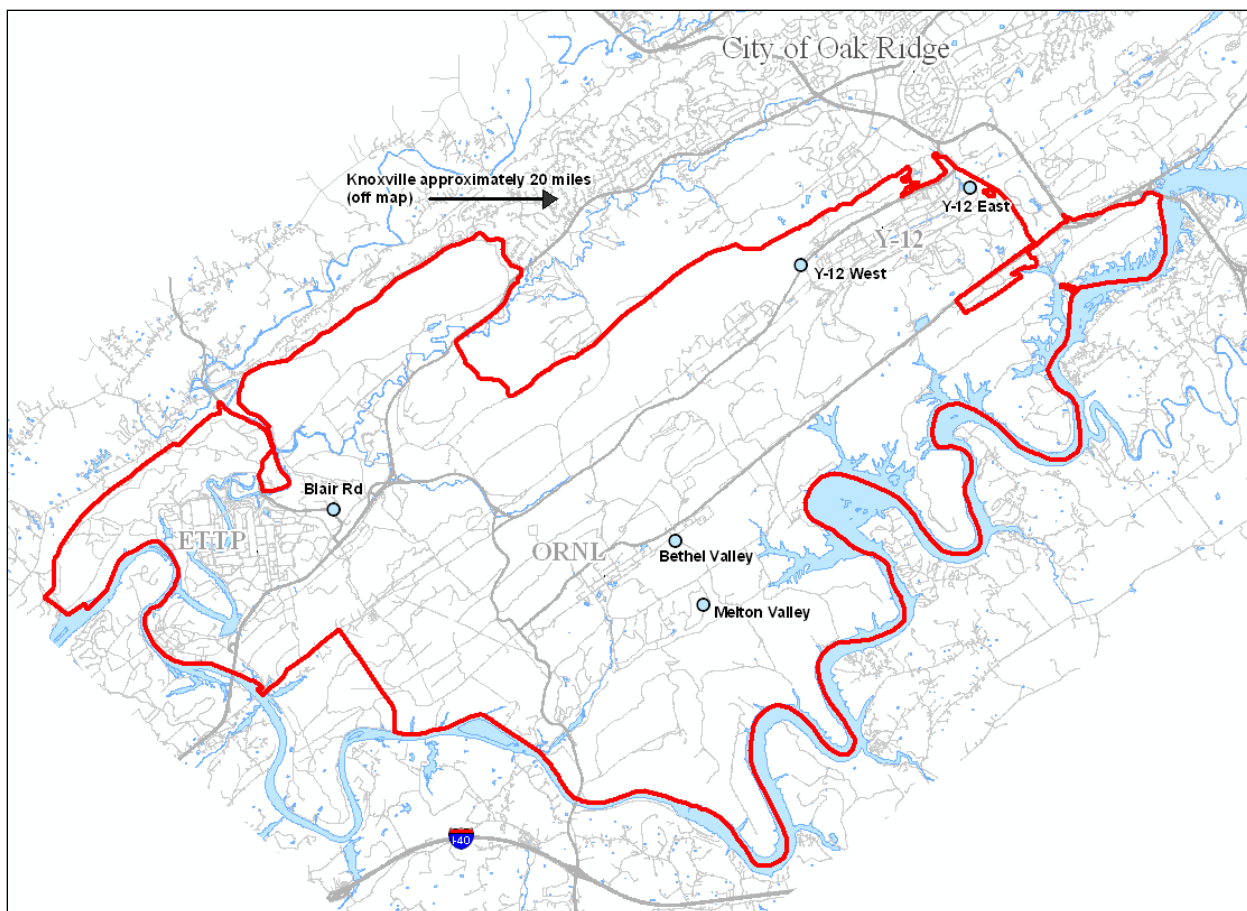 City of Oak Ridge
Knoxville approximately 20 miles
(off map)
Y-12 East
Y-12
Y-12 West
Blair Rd
ETTP
ORNL
Bethel Valley
Melton Valley
I-40